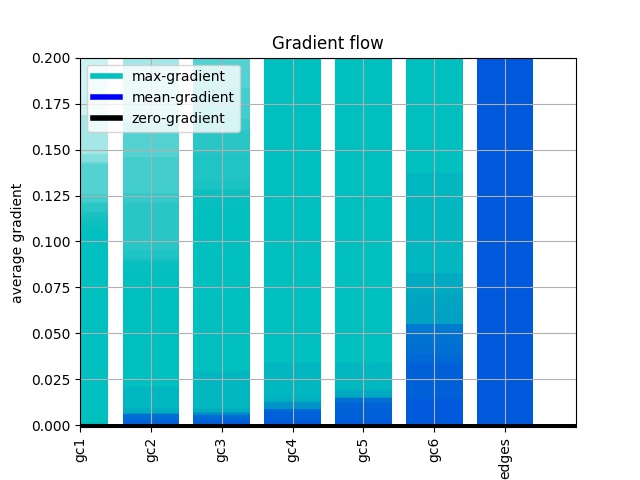 Gradient flow
max-gradient
mean-gradient
zero-gradient
average gradient
0.200
0.175
0.150
0.125
0.100
0.075
0.050
0.025
0.000
gc1
gc2
gc3
gc4
gc5
gc6
edges